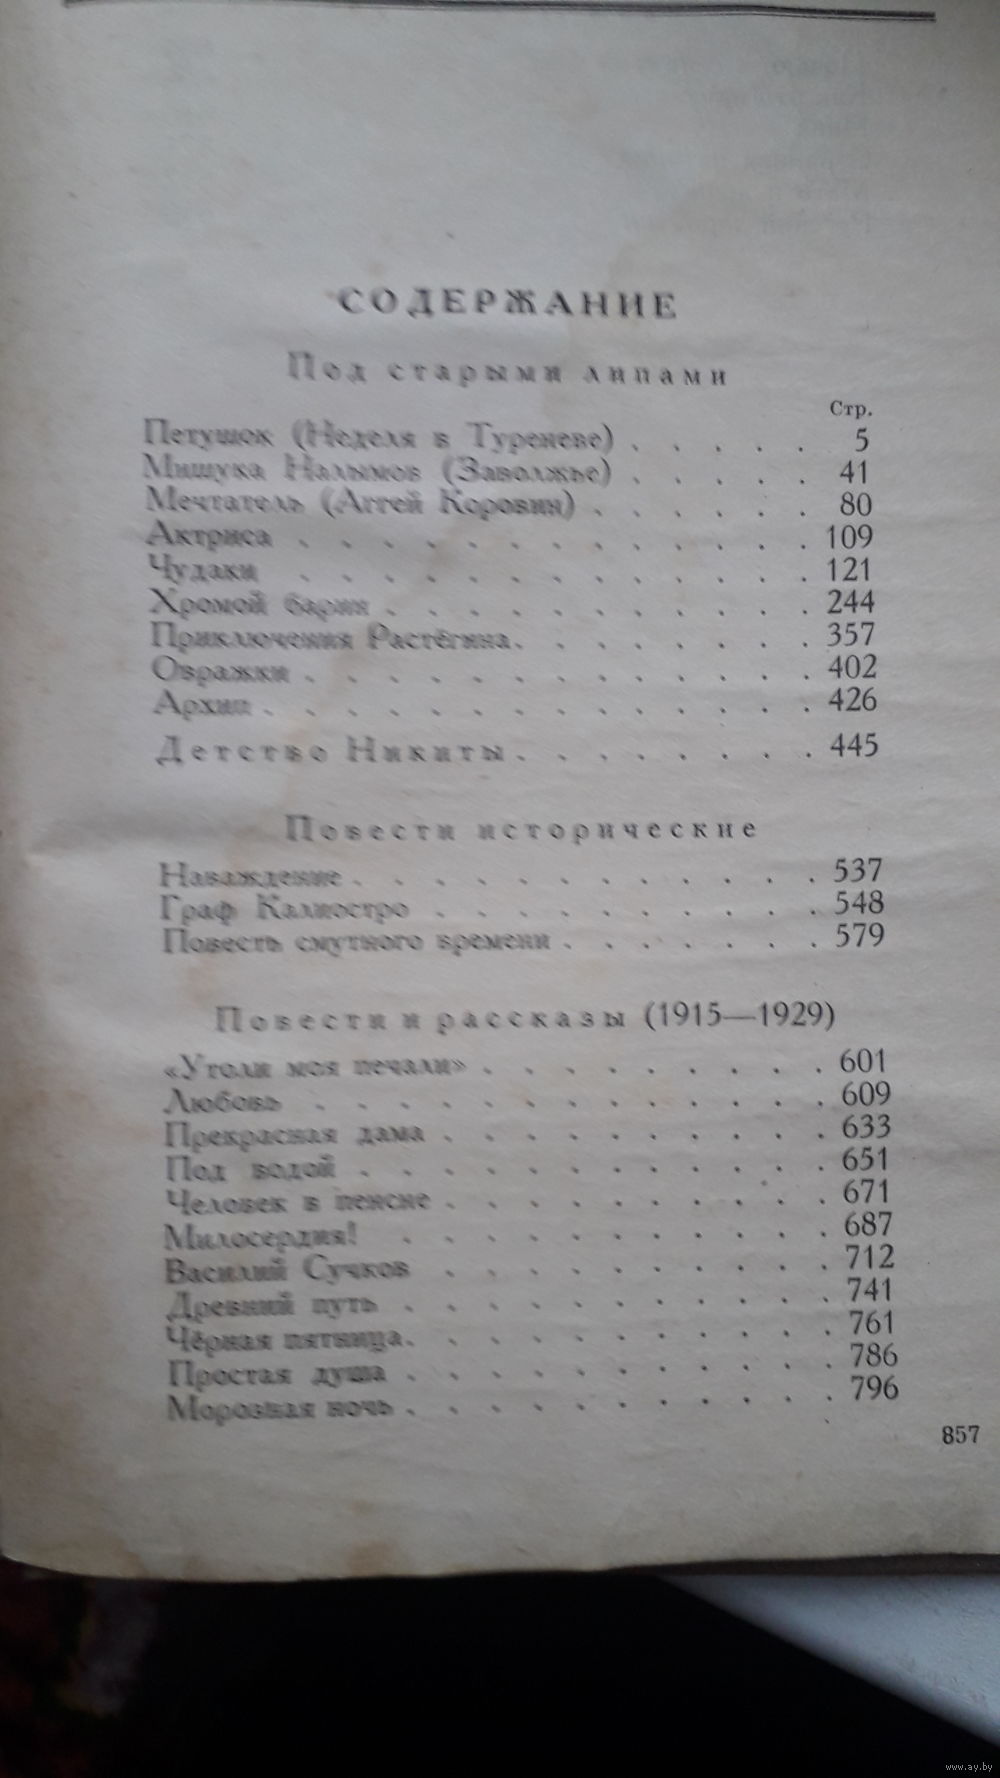 СОДЕРЖАНИЕ
Под старыми липами
Стр.
Петушок (Неделя в Туреневе) . . . . . 5
Мишука Налымов (Заволжье) . . . . . 41
Мечтатель (Аггей Коровин) . . . . . . 80
Актриса . . . . . . . . . . . . . 109
Чудаки . . . . . . . . . . . . . 121
Хромой барин . . . . . . . . . . . 244
Приключения Растёгина . . . . . . . . 357
Овражки . . . . . . . . . . . . . 402
Архип . . . . . . . . . . . . . . 426
Детство Никиты . . . . . . . . 445
Повести исторические
Наваждение . . . . . . . . . . . . 537
Граф Калиостро . . . . . . . . . . 548
Повесть смутного времени . . . . . . . 579
Повести и рассказы (1915—1929)
«Утоли моя печали» . . . . . . . . . 601
Любовь . . . . . . . . . . . . . 609
Прекрасная дама . . . . . . . . . . 633
Под водой . . . . . . . . . . . . 651
Человек в пенсне . . . . . . . . . . 671
Милосердия! . . . . . . . . . . . 687
Василий Сучков . . . . . . . . . . 712
Древний путь . . . . . . . . . . . 741
Чёрная пятница . . . . . . . . . . . 761
Простая душа . . . . . . . . . . . 786
Морозная ночь . . . . . . . . . . . 796
857
www.ay.by